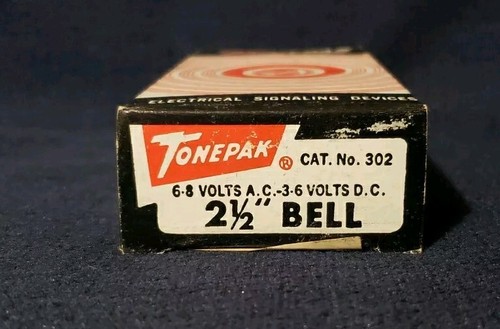 ELECTRICAL SIGNALING DEVICES
TONEPAK ® CAT. No. 302
6-8 VOLTS A.C.-3-6 VOLTS D.C.
2½" BELL